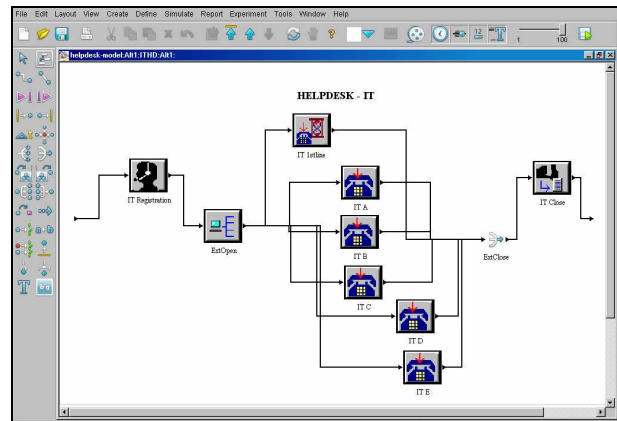 File Edit Layout View Create Define Simulate Report Experiment Tools Window Help
12
1
100
helpdesk-model:Alt1:ITHD:Alt1:
HELPDESK - IT
IT 1stline
IT Registration
IT A
IT Close
IT B
ExtOpen
ExtClose
IT C
IT D
IT E
T